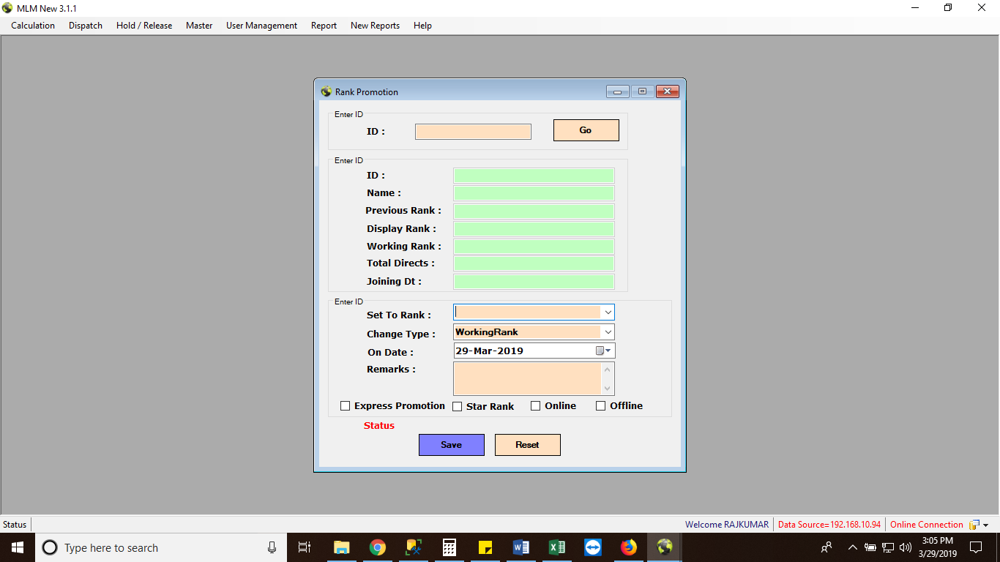 MLM New 3.1.1
Calculation Dispatch Hold / Release Master User Management Report New Reports Help
Rank Promotion
Enter ID
ID : Go
Enter ID
ID :
Name :
Previous Rank :
Display Rank :
Working Rank :
Total Directs :
Joining Dt :
Enter ID
Set To Rank :
Change Type : WorkingRank
On Date : 29-Mar-2019
Remarks :
Express Promotion Star Rank Online Offline
Status
Save Reset
Status Welcome RAJKUMAR Data Source=192.168.10.94 Online Connection
Type here to search
3:05 PM
3/29/2019